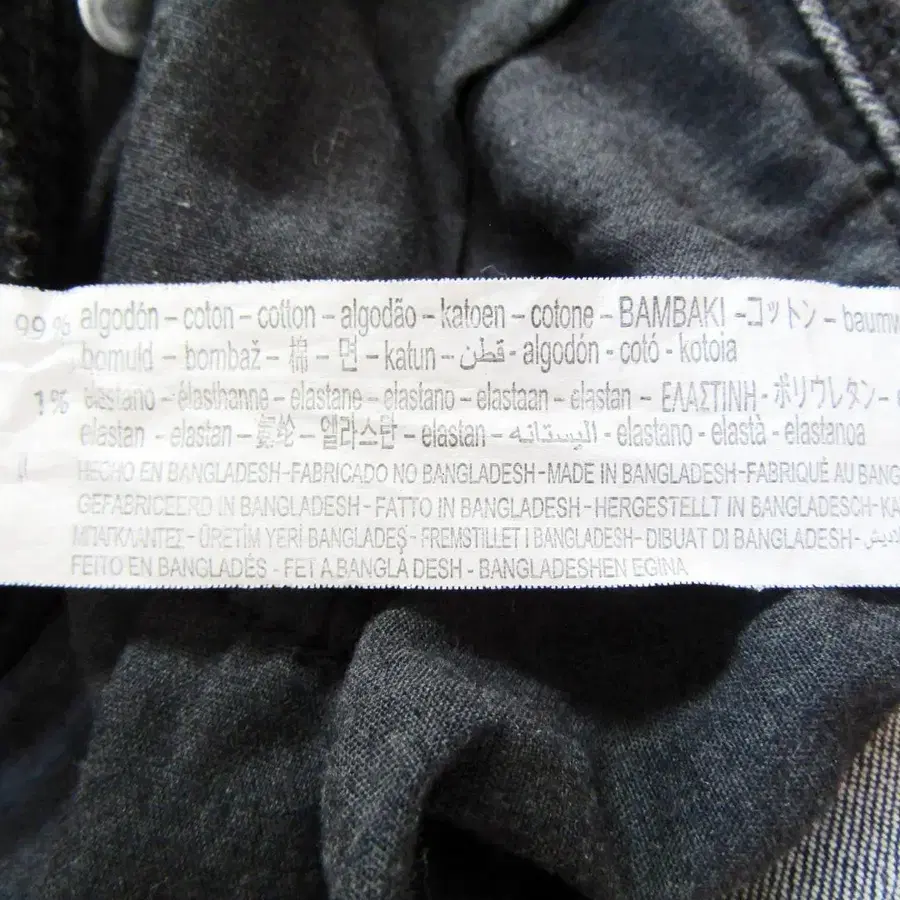 99% algodón – coton – cotton – algodão – katoen – cotone – BAMBAKI -コットン – baumw
bomuld – bombaž – 棉 – 면 – katun – قطن - algodón - cotó - kotoia
1% elastano – élasthanne – elastane – elastano – elastaan – elastan – ΕΛΑΣΤΙΝΗ - ポリウレタン –
elastan – elastan – 氨纶 – 엘라스탄 – elastan – اليستانه - elastano - elastà - elastanoa
HECHO EN BANGLADESH-FABRICADO NO BANGLADESH-MADE IN BANGLADESH-FABRIQUÉ AU BANG
GEFABRICEERD IN BANGLADESH - FATTO IN BANGLADESH - HERGESTELLT IN BANGLADESCH-KA
ΜΠΑΓΚΛΑΝΤΕΣ - ÜRETİM YERİ BANGLADEŞ - FREMSTILLET I BANGLADESH- DIBUAT DI BANGLADESH-
FEITO EN BANGLADÉS - FET A BANGLA DESH - BANGLADESHEN EGINA